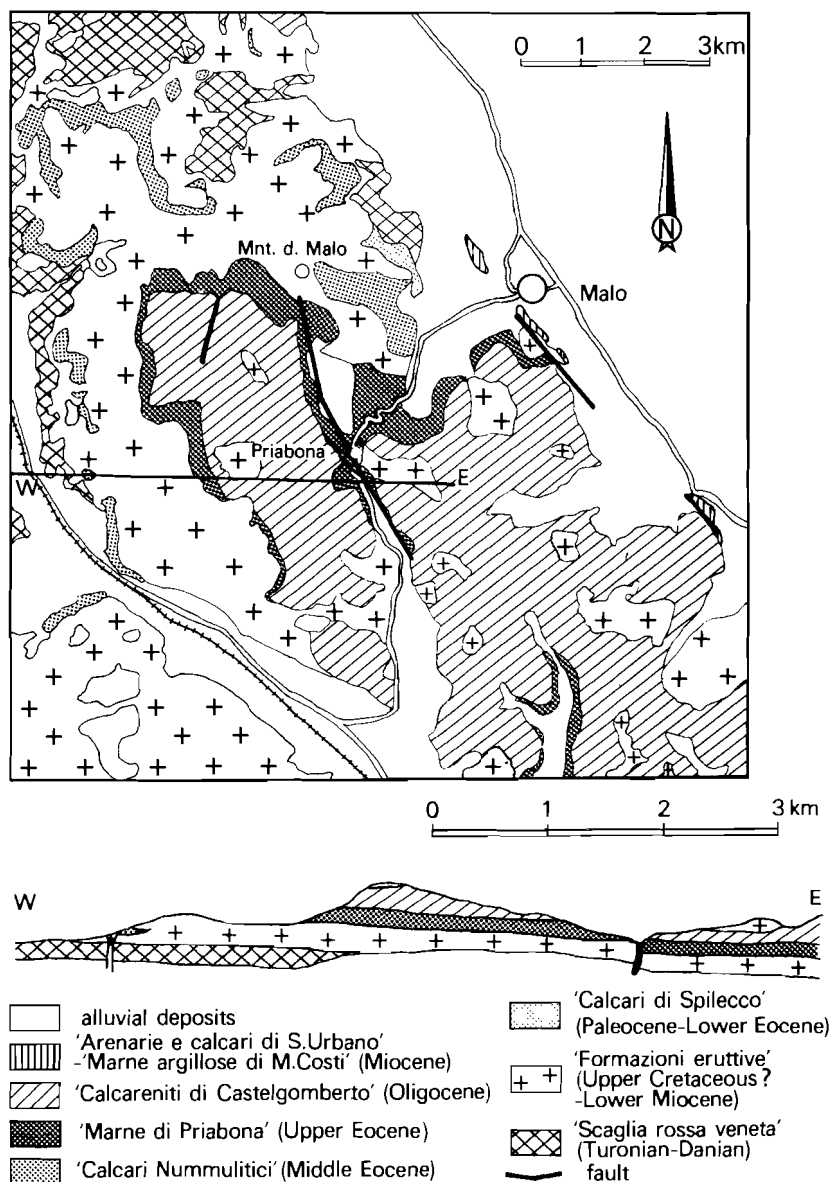 0 1 2 3km
N
Mnt. d. Malo
Malo
Priabona
W
E
0 1 2 3 km
W
E
alluvial deposits
'Arenarie e calcari di S.Urbano'
-'Marne argillose di M.Costi' (Miocene)
'Calcareniti di Castelgomberto' (Oligocene)
'Marne di Priabona' (Upper Eocene)
'Calcari Nummulitici' (Middle Eocene)
'Calcari di Spilecco'
(Paleocene-Lower Eocene)
'Formazioni eruttive'
(Upper Cretaceous?
-Lower Miocene)
'Scaglia rossa veneta'
(Turonian-Danian)
fault